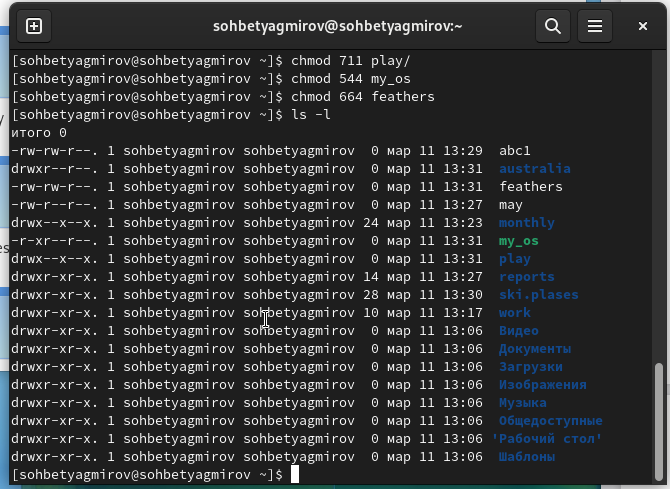 sohbetyagmirov@sohbetyagmirov:~
[sohbetyagmirov@sohbetyagmirov ~]$ chmod 711 play/
[sohbetyagmirov@sohbetyagmirov ~]$ chmod 544 my_os
[sohbetyagmirov@sohbetyagmirov ~]$ chmod 664 feathers
[sohbetyagmirov@sohbetyagmirov ~]$ ls -l
итого 0
-rw-rw-r--. 1 sohbetyagmirov sohbetyagmirov  0 мар 11 13:29  abc1
drwxr--r--. 1 sohbetyagmirov sohbetyagmirov  0 мар 11 13:31  australia
-rw-rw-r--. 1 sohbetyagmirov sohbetyagmirov  0 мар 11 13:31  feathers
-rw-r--r--. 1 sohbetyagmirov sohbetyagmirov  0 мар 11 13:27  may
drwx--x--x. 1 sohbetyagmirov sohbetyagmirov 24 мар 11 13:23  monthly
-r-xr--r--. 1 sohbetyagmirov sohbetyagmirov  0 мар 11 13:31  my_os
drwx--x--x. 1 sohbetyagmirov sohbetyagmirov  0 мар 11 13:31  play
drwxr-xr-x. 1 sohbetyagmirov sohbetyagmirov 14 мар 11 13:27  reports
drwxr-xr-x. 1 sohbetyagmirov sohbetyagmirov 28 мар 11 13:30  ski.plases
drwxr-xr-x. 1 sohbetyagmirov sohbetyagmirov 10 мар 11 13:17  work
drwxr-xr-x. 1 sohbetyagmirov sohbetyagmirov  0 мар 11 13:06  Видео
drwxr-xr-x. 1 sohbetyagmirov sohbetyagmirov  0 мар 11 13:06  Документы
drwxr-xr-x. 1 sohbetyagmirov sohbetyagmirov  0 мар 11 13:06  Загрузки
drwxr-xr-x. 1 sohbetyagmirov sohbetyagmirov  0 мар 11 13:06  Изображения
drwxr-xr-x. 1 sohbetyagmirov sohbetyagmirov  0 мар 11 13:06  Музыка
drwxr-xr-x. 1 sohbetyagmirov sohbetyagmirov  0 мар 11 13:06  Общедоступные
drwxr-xr-x. 1 sohbetyagmirov sohbetyagmirov  0 мар 11 13:06 'Рабочий стол'
drwxr-xr-x. 1 sohbetyagmirov sohbetyagmirov  0 мар 11 13:06  Шаблоны
[sohbetyagmirov@sohbetyagmirov ~]$